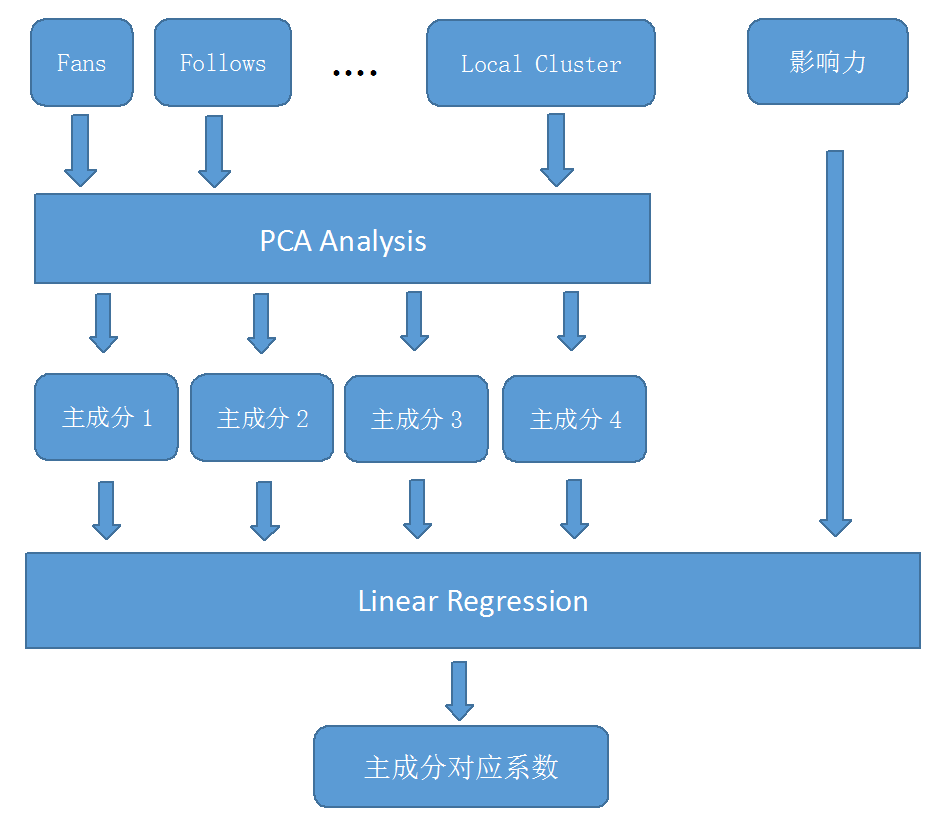 Fans
Follows
....
Local Cluster
影响力
PCA Analysis
主成分1
主成分2
主成分3
主成分4
Linear Regression
主成分对应系数